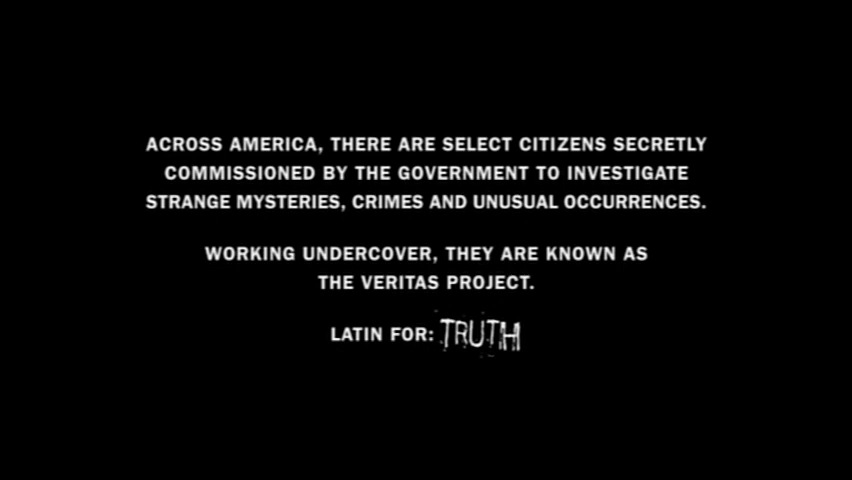 ACROSS AMERICA, THERE ARE SELECT CITIZENS SECRETLY
COMMISSIONED BY THE GOVERNMENT TO INVESTIGATE
STRANGE MYSTERIES, CRIMES AND UNUSUAL OCCURRENCES.
WORKING UNDERCOVER, THEY ARE KNOWN AS
THE VERITAS PROJECT.
LATIN FOR: TRUTH